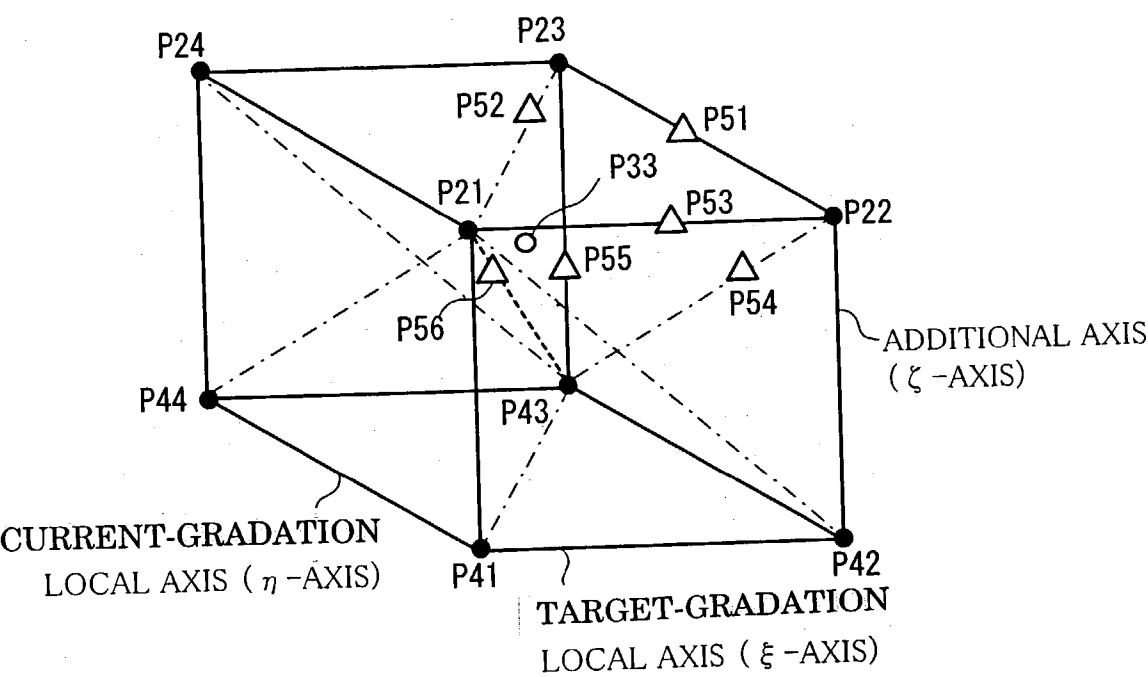 P23
P24
P52
P51
P33
P21
P53
P22
P55
P54
P56
ADDITIONAL AXIS
( ζ -AXIS)
P44
P43
CURRENT-GRADATION
LOCAL AXIS ( η -AXIS)
P41
P42
TARGET-GRADATION
LOCAL AXIS ( ξ -AXIS)